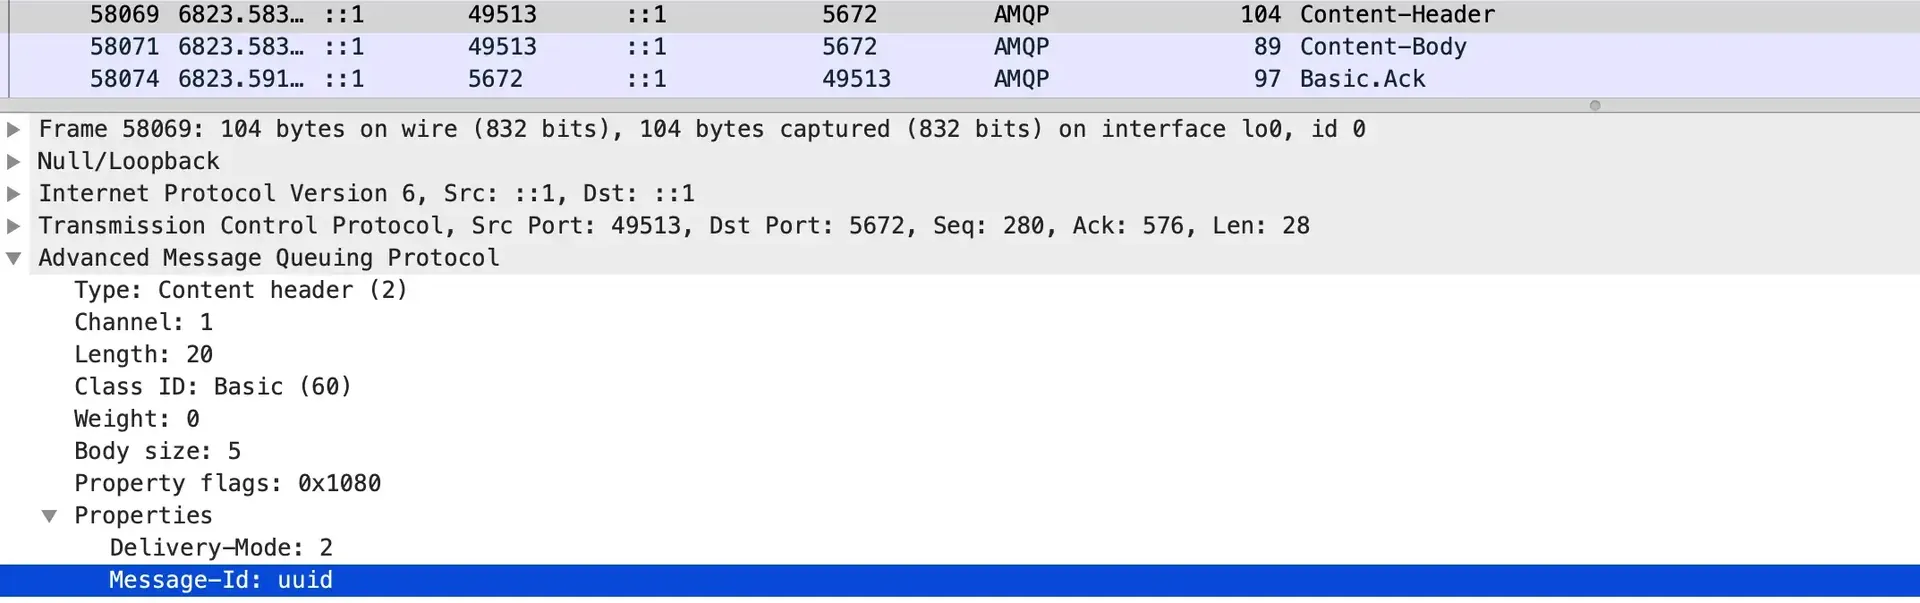 58069 6823.583… ::1 49513 ::1 5672 AMQP 104 Content-Header
58071 6823.583… ::1 49513 ::1 5672 AMQP 89 Content-Body
58074 6823.591… ::1 5672 ::1 49513 AMQP 97 Basic.Ack
Frame 58069: 104 bytes on wire (832 bits), 104 bytes captured (832 bits) on interface lo0, id 0
Null/Loopback
Internet Protocol Version 6, Src: ::1, Dst: ::1
Transmission Control Protocol, Src Port: 49513, Dst Port: 5672, Seq: 280, Ack: 576, Len: 28
Advanced Message Queuing Protocol
Type: Content header (2)
Channel: 1
Length: 20
Class ID: Basic (60)
Weight: 0
Body size: 5
Property flags: 0x1080
Properties
Delivery-Mode: 2
Message-Id: uuid